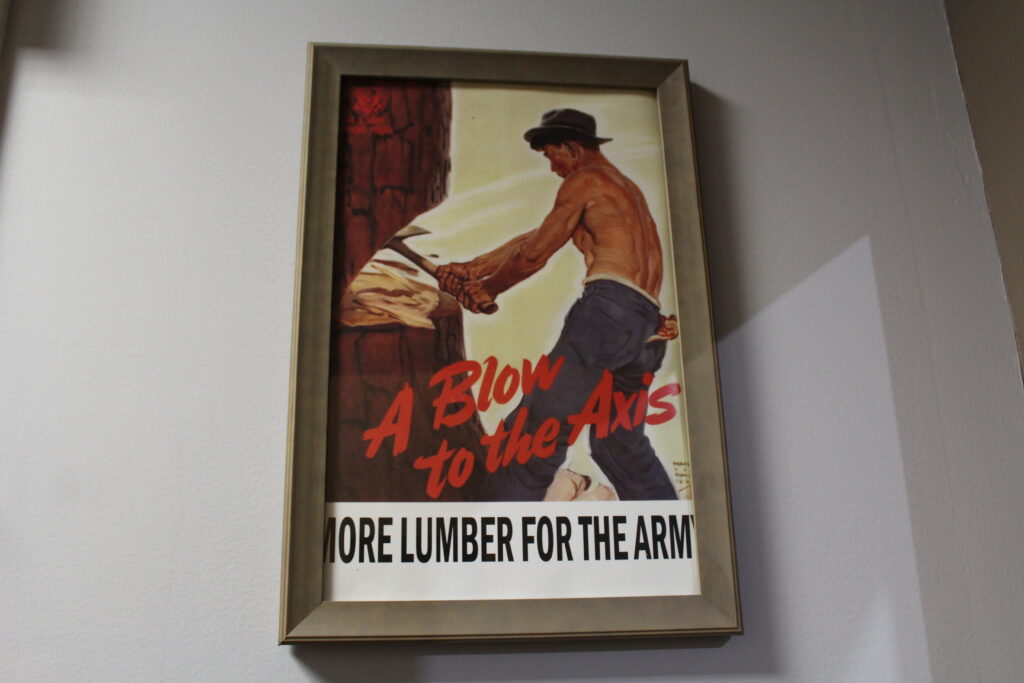 A Blow
to the Axis
MORE LUMBER FOR THE ARMY